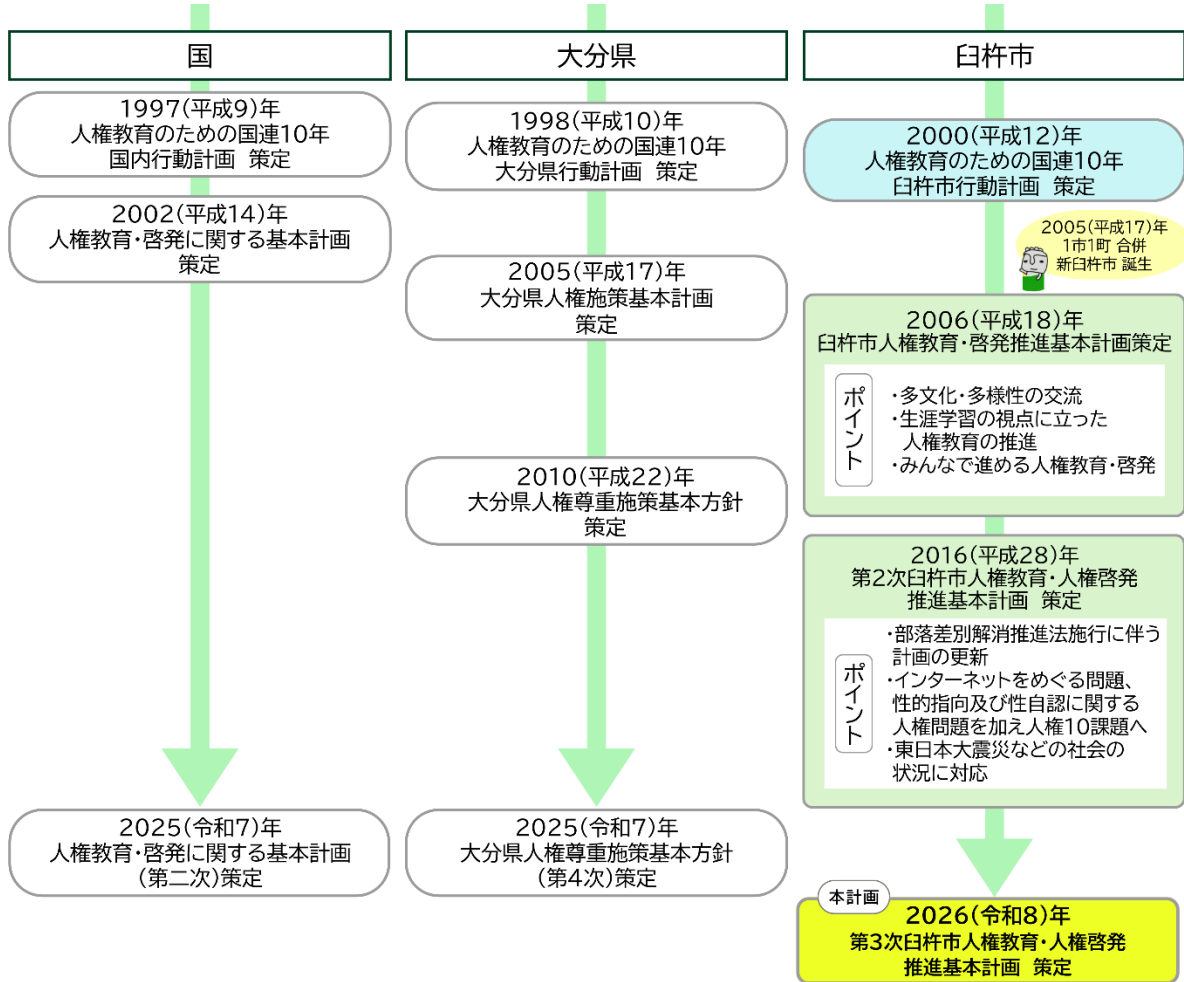 国
1997(平成9)年
人権教育のための国連10年
国内行動計画 策定
2002(平成14)年
人権教育・啓発に関する基本計画
策定
2025(令和7)年
人権教育・啓発に関する基本計画
(第二次)策定
大分県
1998(平成10)年
人権教育のための国連10年
大分県行動計画 策定
2005(平成17)年
大分県人権施策基本計画
策定
2010(平成22)年
大分県人権尊重施策基本方針
策定
2025(令和7)年
大分県人権尊重施策基本方針
(第4次)策定
臼杵市
2000(平成12)年
人権教育のための国連10年
臼杵市行動計画 策定
2005(平成17)年
1市1町 合併
新臼杵市 誕生
2006(平成18)年
臼杵市人権教育・啓発推進基本計画策定
ポイント
・多文化・多様性の交流
・生涯学習の視点に立った
人権教育の推進
・みんなで進める人権教育・啓発
2016(平成28)年
第2次臼杵市人権教育・人権啓発
推進基本計画 策定
ポイント
・部落差別解消推進法施行に伴う
計画の更新
・インターネットをめぐる問題、
性的指向及び性自認に関する
人権問題を加え人権10課題へ
・東日本大震災などの社会の
状況に対応
本計画
2026(令和8)年
第3次臼杵市人権教育・人権啓発
推進基本計画 策定